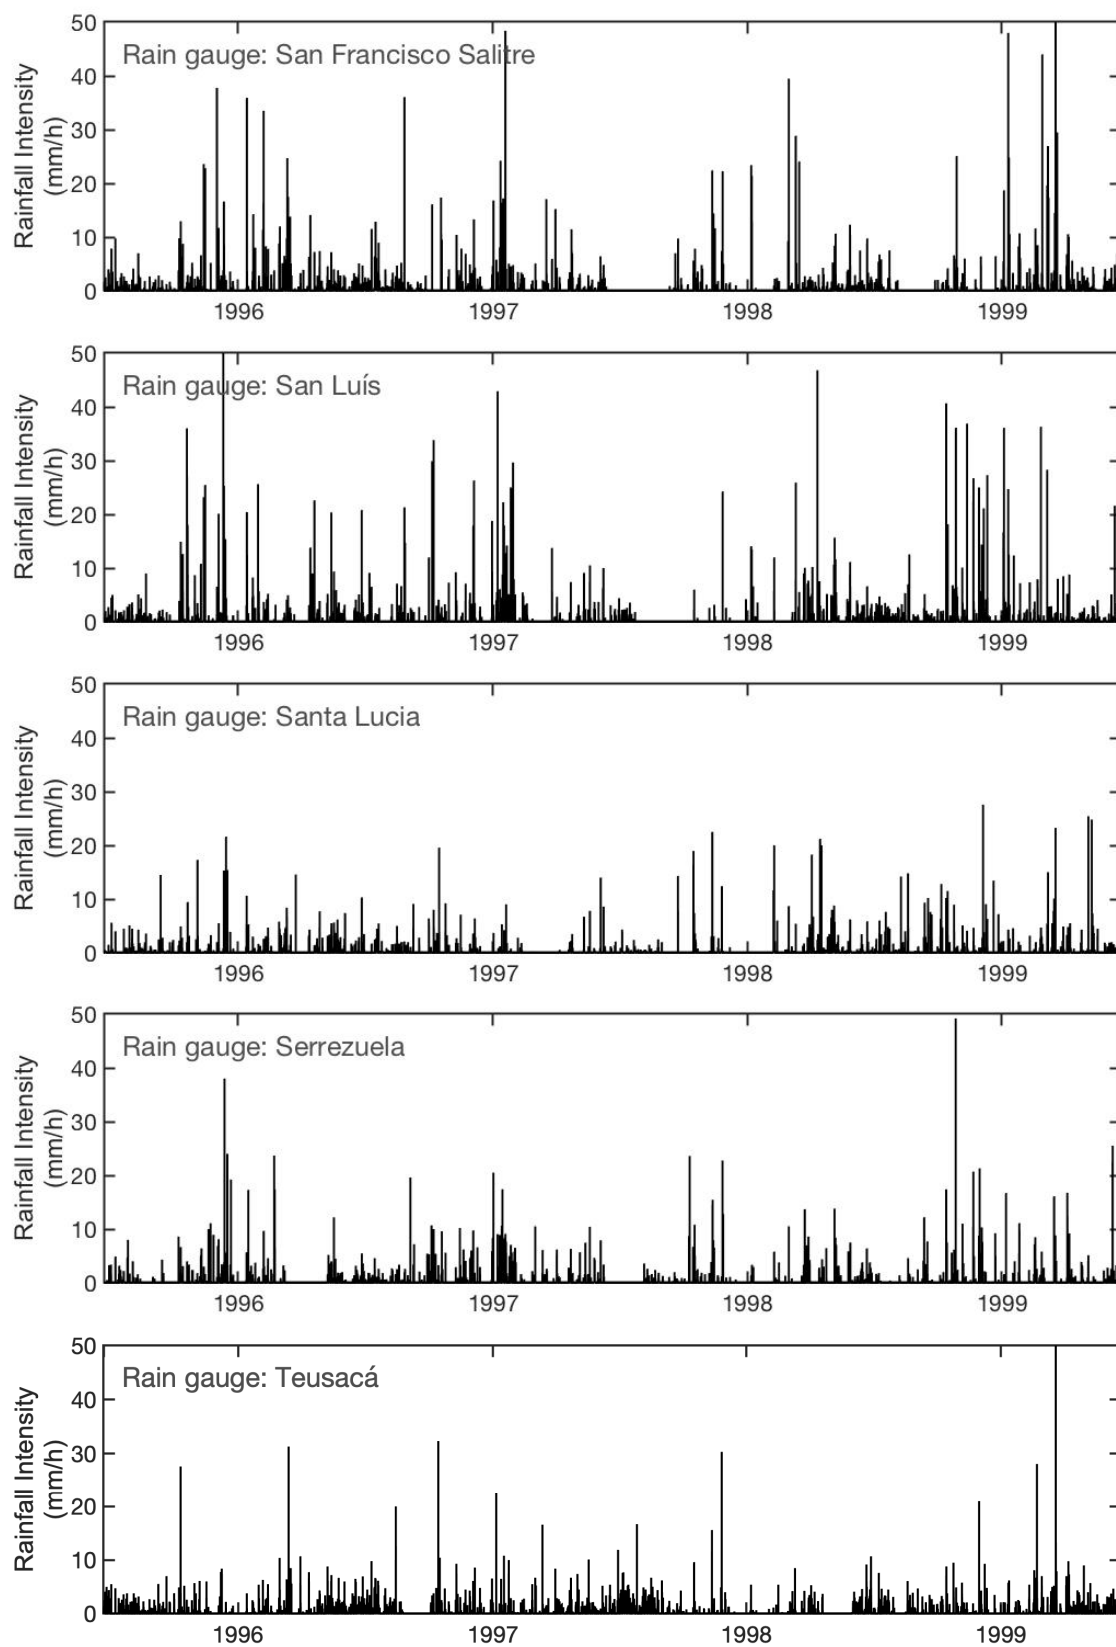 50
Rain gauge: San Francisco Salitre
40
30
20
10
0
Rainfall Intensity
(mm/h)
1996 1997 1998 1999
50
Rain gauge: San Luís
40
30
20
10
0
Rainfall Intensity
(mm/h)
1996 1997 1998 1999
50
Rain gauge: Santa Lucia
40
30
20
10
0
Rainfall Intensity
(mm/h)
1996 1997 1998 1999
50
Rain gauge: Serrezuela
40
30
20
10
0
Rainfall Intensity
(mm/h)
1996 1997 1998 1999
50
Rain gauge: Teusacá
40
30
20
10
0
Rainfall Intensity
(mm/h)
1996 1997 1998 1999